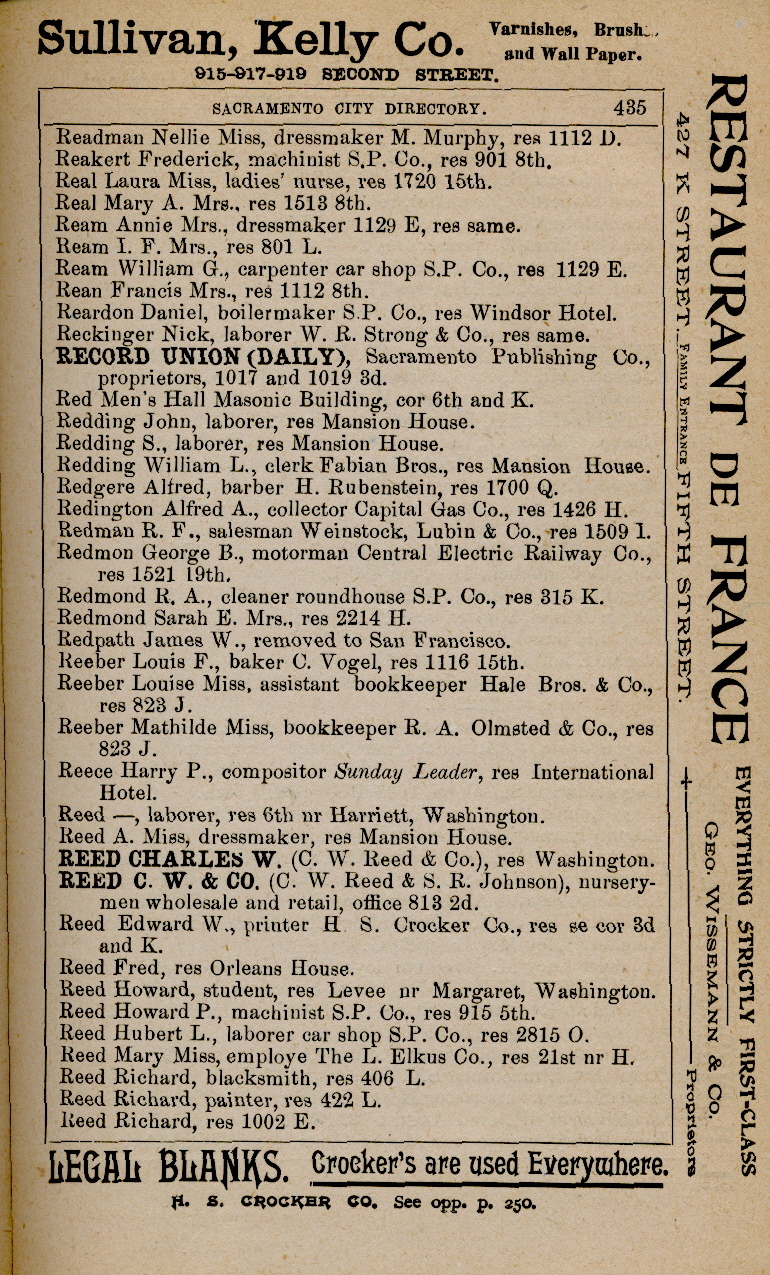 Sullivan, Kelly Co.
Varnishes,
and Wall Paper.
915-917-919 SECOND STREET.
SACRAMENTO CITY DIRECTORY. 435
Readman Nellie Miss, dressmaker M. Murphy, res 1112 D.
Reakert Frederick, machinist S.P. Co., res 901 8th.
Real Laura Miss, ladies' nurse, res 1720 15th.
Real Mary A. Mrs., res 1513 8th.
Ream Annie Mrs., dressmaker 1129 E, res same.
Ream I. F. Mrs., res 801 L.
Ream William G., carpenter car shop S.P. Co., res 1129 E.
Rean Francis Mrs., res 1112 8th.
Reardon Daniel, boilermaker S.P. Co., res Windsor Hotel.
Reckinger Nick, laborer W. R. Strong & Co., res same.
RECORD UNION (DAILY), Sacramento Publishing Co.,
proprietors, 1017 and 1019 3d.
Red Men's Hall Masonic Building, cor 6th and K.
Redding John, laborer, res Mansion House.
Redding S., laborer, res Mansion House.
Redding William L., clerk Fabian Bros., res Mansion House.
Redgere Alfred, barber H. Rubenstein, res 1700 Q.
Redington Alfred A., collector Capital Gas Co., res 1426 H.
Redman R. F., salesman Weinstock, Lubin & Co., res 1509 I.
Redmon George B., motorman Central Electric Railway Co.,
res 1521 19th.
Redmond R. A., cleaner roundhouse S.P. Co., res 315 K.
Redmond Sarah E. Mrs., res 2214 H.
Redpath James W., removed to San Francisco.
Reeber Louis F., baker C. Vogel, res 1116 15th.
Reeber Louise Miss, assistant bookkeeper Hale Bros. & Co.,
res 823 J.
Reeber Mathilde Miss, bookkeeper R. A. Olmsted & Co., res
823 J.
Reece Harry P., compositor Sunday Leader, res International
Hotel.
Reed —, laborer, res 6th nr Harriett, Washington.
Reed A. Miss, dressmaker, res Mansion House.
REED CHARLES W. (C. W. Reed & Co.), res Washington.
REED C. W. & CO. (C. W. Reed & S. R. Johnson), nursery-
men wholesale and retail, office 813 2d.
Reed Edward W., printer H. S. Crocker Co., res se cor 3d
and K.
Reed Fred, res Orleans House.
Reed Howard, student, res Levee nr Margaret, Washington.
Reed Howard P., machinist S.P. Co., res 915 5th.
Reed Hubert L., laborer car shop S.P. Co., res 2815 O.
Reed Mary Miss, employe The L. Elkus Co., res 21st nr H.
Reed Richard, blacksmith, res 406 L.
Reed Richard, painter, res 422 L.
Reed Richard, res 1002 E.
LEGAL BLANKS. Crocker's are used Everywhere.
H. S. CROCKER CO. See opp. p. 250.
RESTAURANT DE FRANCE
427 K STREET. FAMILY ENTRANCE FIFTH STREET.
EVERYTHING STRICTLY FIRST-CLASS
GEO. WISSEMANN & CO.
Proprietors